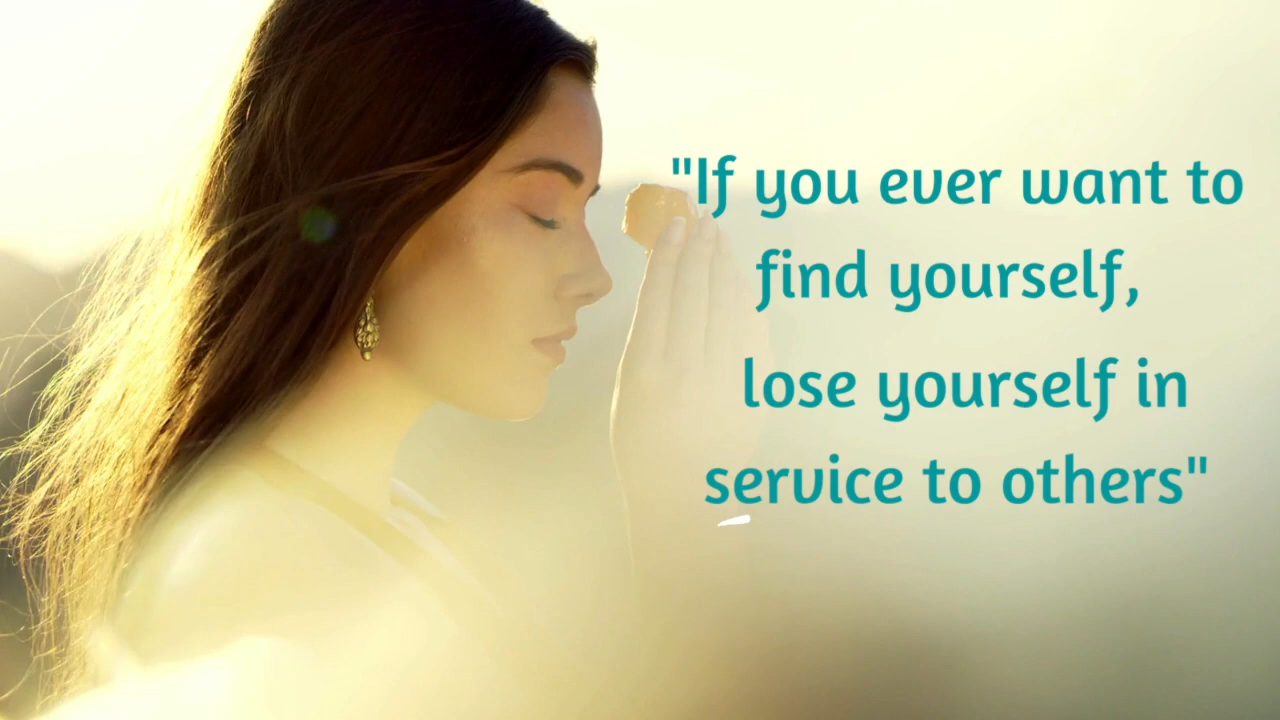 "If you ever want to
find yourself,
lose yourself in
service to others"